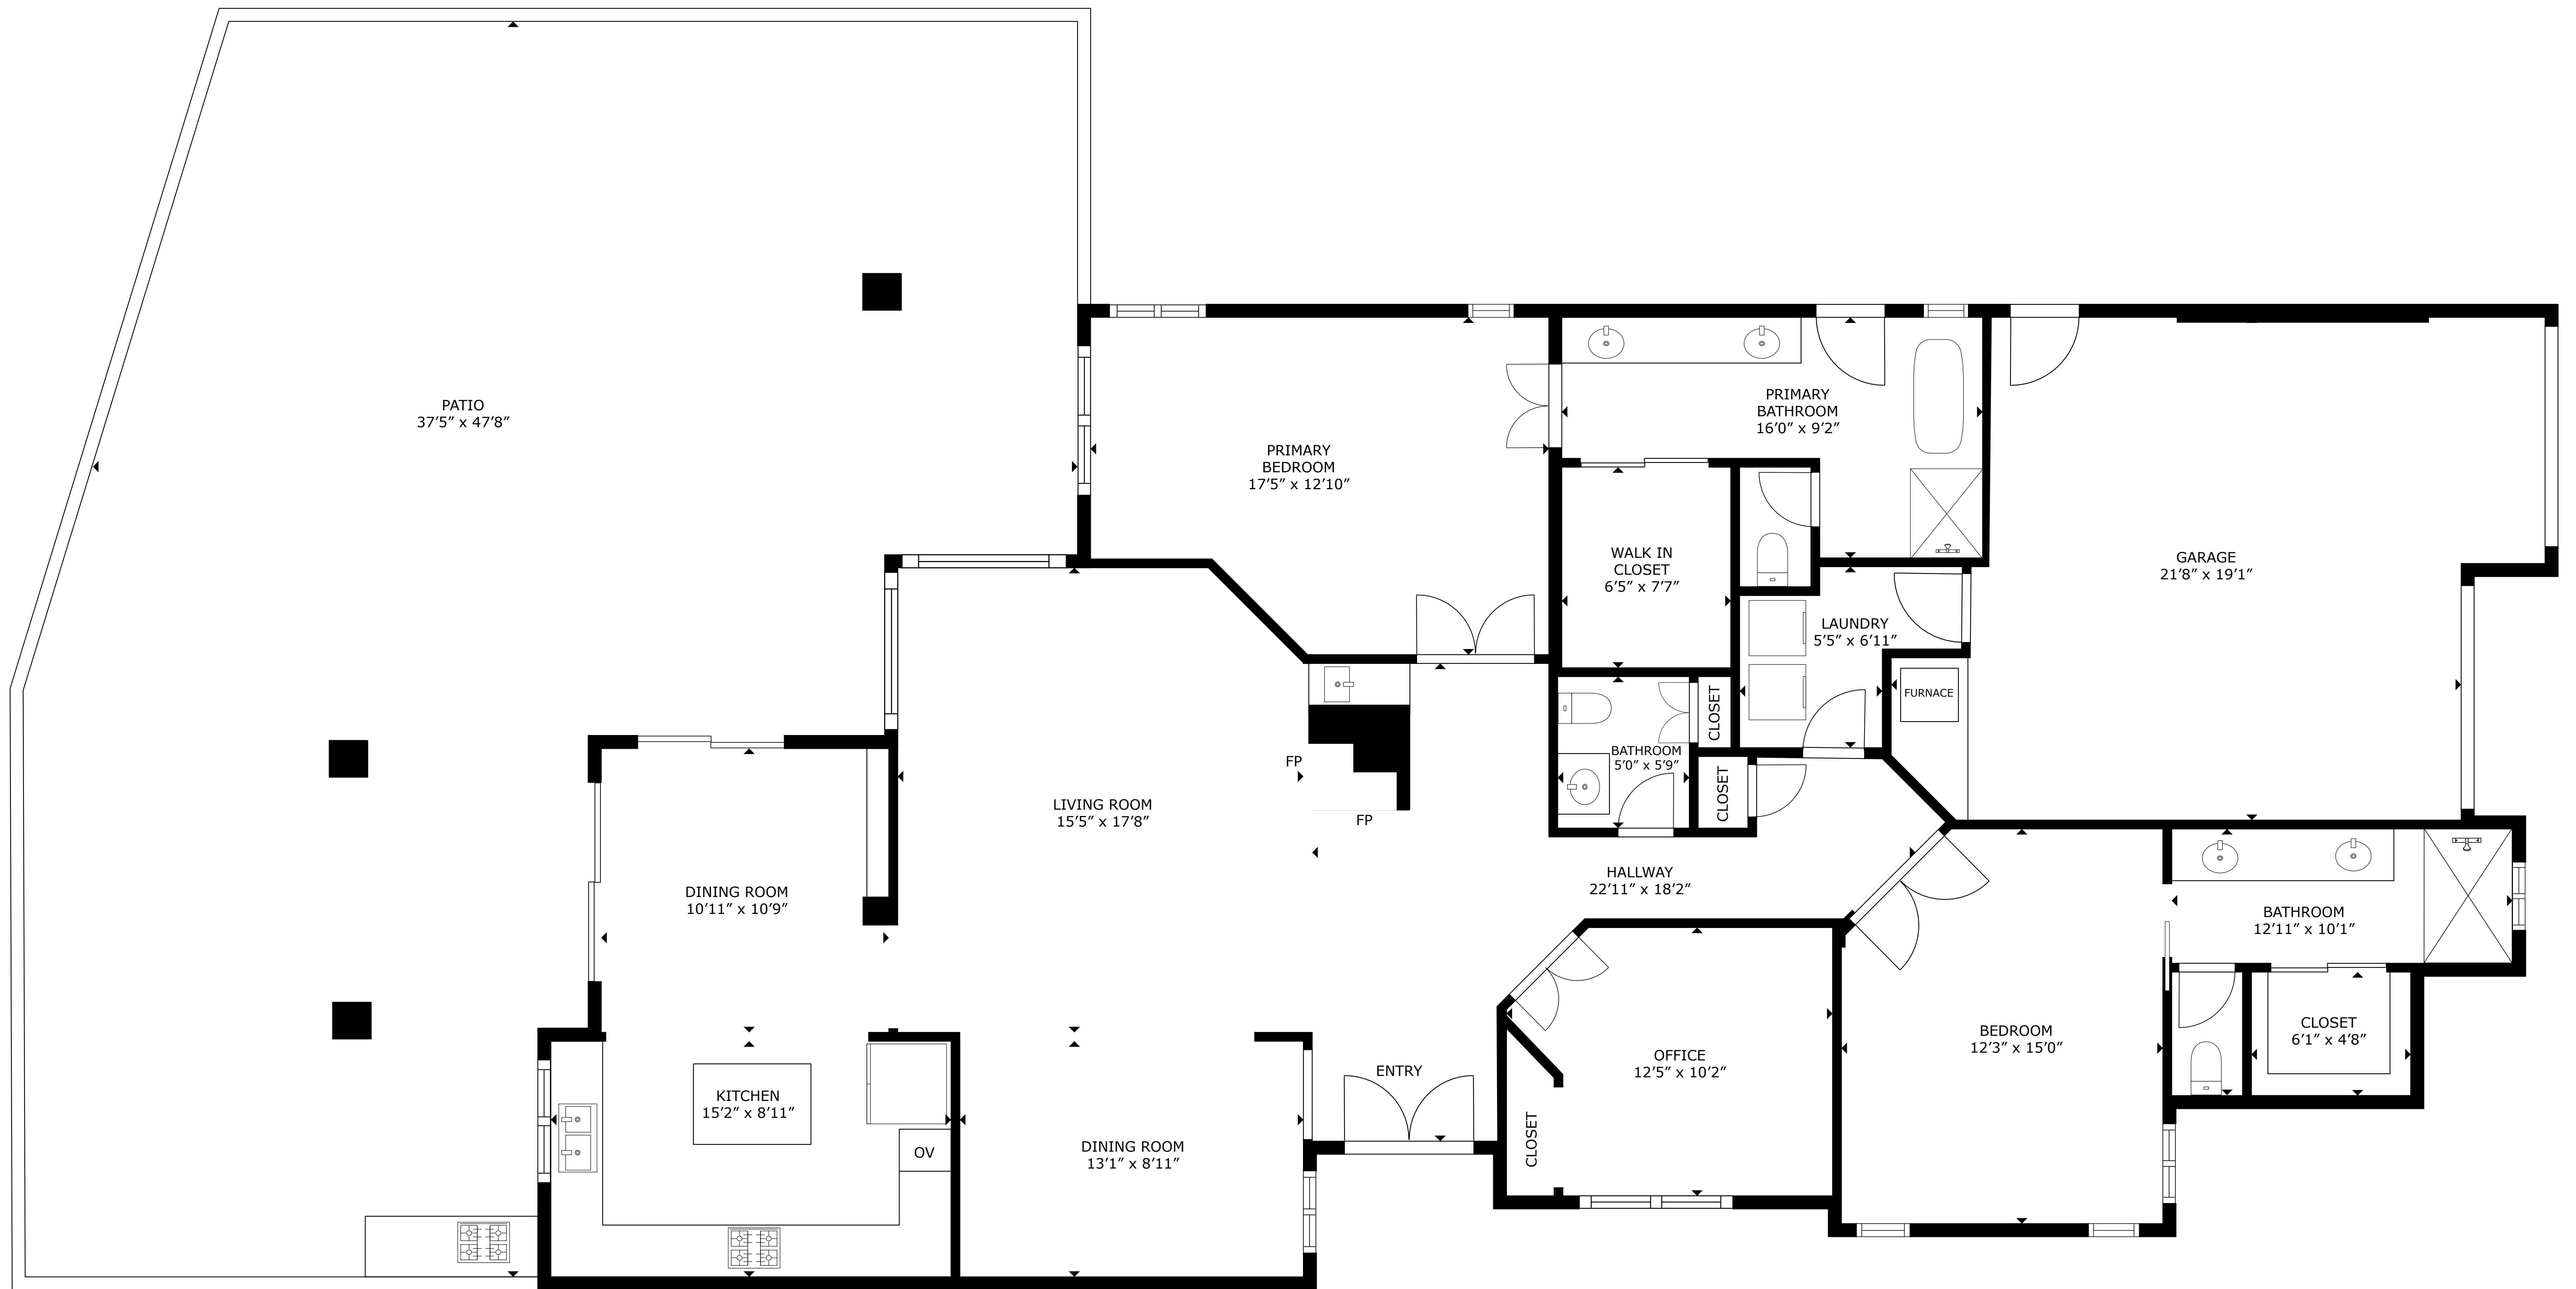 PATIO
37'5" x 47'8"
PRIMARY
BEDROOM
17'5" x 12'10"
PRIMARY
BATHROOM
16'0" x 9'2"
WALK IN
CLOSET
6'5" x 7'7"
GARAGE
21'8" x 19'1"
LAUNDRY
5'5" x 6'11"
FURNACE
CLOSET
BATHROOM
5'0" x 5'9"
CLOSET
FP
FP
LIVING ROOM
15'5" x 17'8"
DINING ROOM
10'11" x 10'9"
HALLWAY
22'11" x 18'2"
BATHROOM
12'11" x 10'1"
CLOSET
6'1" x 4'8"
BEDROOM
12'3" x 15'0"
OFFICE
12'5" x 10'2"
CLOSET
ENTRY
KITCHEN
15'2" x 8'11"
OV
DINING ROOM
13'1" x 8'11"